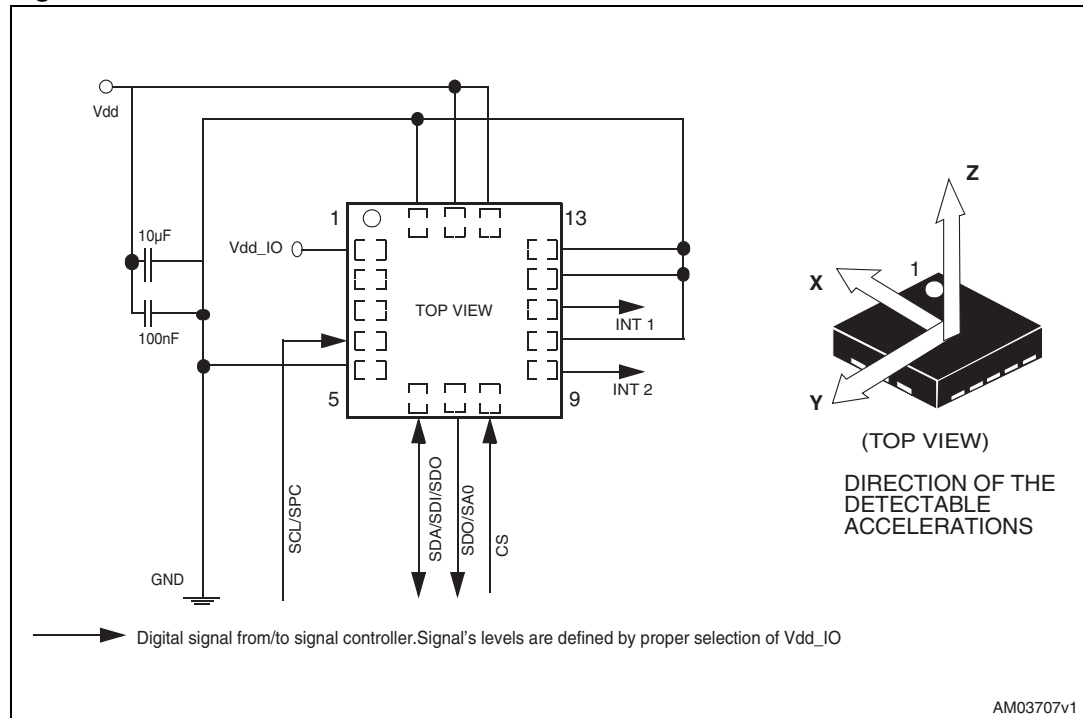 Vdd
10µF
100nF
GND
Vdd_IO
1
13
TOP VIEW
INT 1
INT 2
5
9
SCL/SPC
SDA/SDI/SDO
SDO/SA0
CS
Z
X
1
Y
(TOP VIEW)
DIRECTION OF THE
DETECTABLE
ACCELERATIONS
Digital signal from/to signal controller.Signal's levels are defined by proper selection of Vdd_IO
AM03707v1